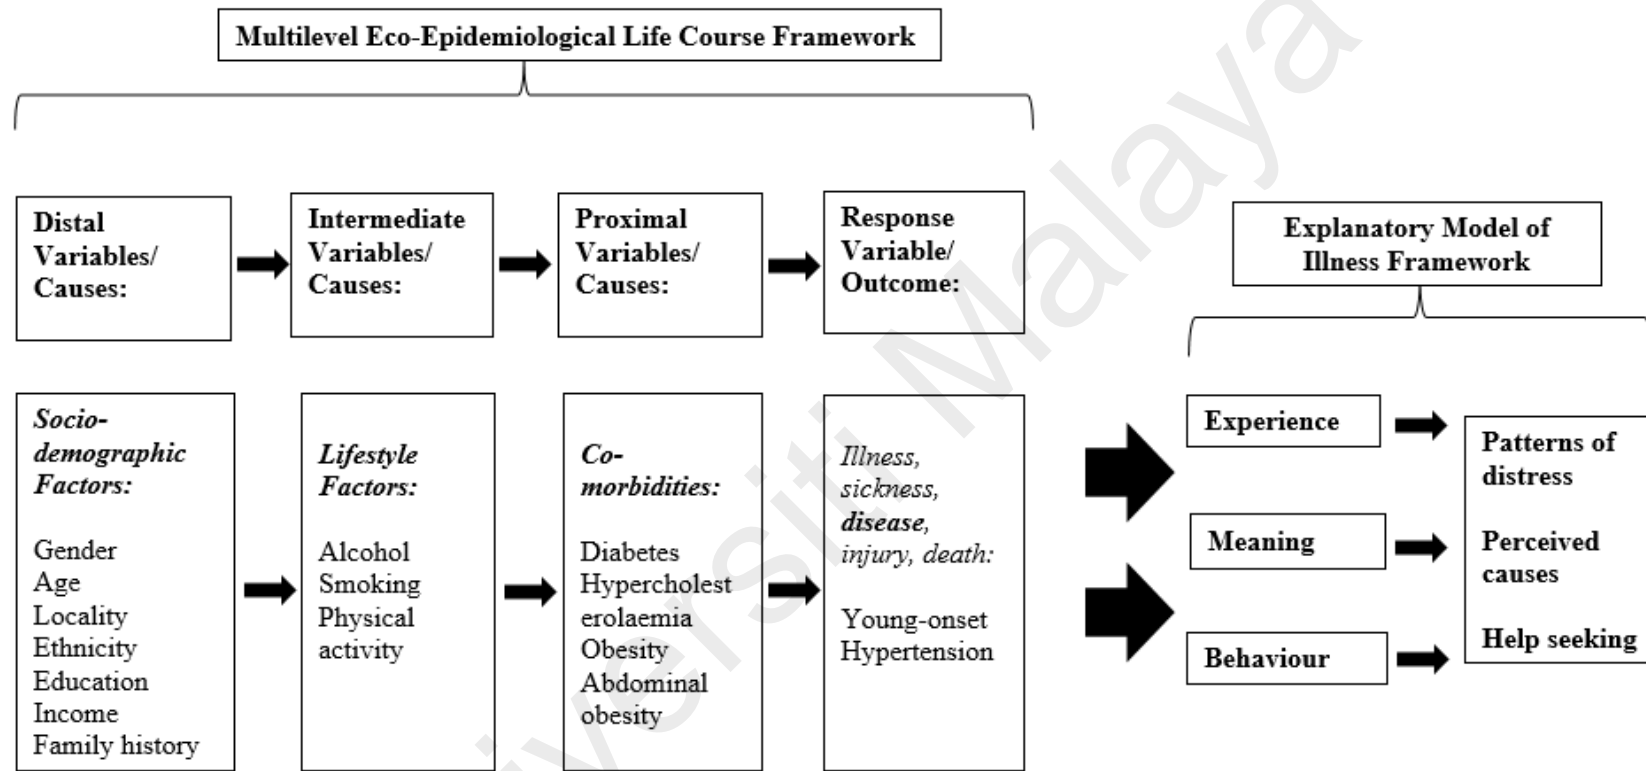 Multilevel Eco-Epidemiological Life Course Framework
Distal
Variables/
Causes:
Intermediate
Variables/
Causes:
Proximal
Variables/
Causes:
Response
Variable/
Outcome:
Explanatory Model of
Illness Framework
Socio-
demographic
Factors:
Gender
Age
Locality
Ethnicity
Education
Income
Family history
Lifestyle
Factors:
Alcohol
Smoking
Physical
activity
Co-
morbidities:
Diabetes
Hypercholest
erolaemia
Obesity
Abdominal
obesity
Illness,
sickness,
disease,
injury, death:
Young-onset
Hypertension
Experience
Meaning
Behaviour
Patterns of
distress
Perceived
causes
Help seeking
versiti Malaya